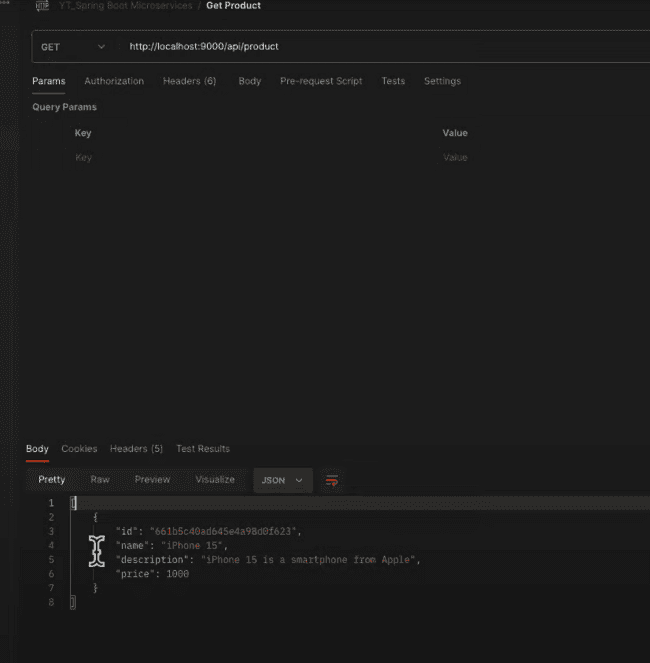 HTTP YT_Spring Boot Microservices / Get Product
GET http://localhost:9000/api/product
Params Authorization Headers (6) Body Pre-request Script Tests Settings
Query Params
Key Value
Key Value
Body Cookies Headers (5) Test Results
Pretty Raw Preview Visualize JSON
1 [
2 {
3 "id": "661b5c40ad645e4a98d0f623",
4 "name": "iPhone 15",
5 "description": "iPhone 15 is a smartphone from Apple",
6 "price": 1000
7 }
8 ]